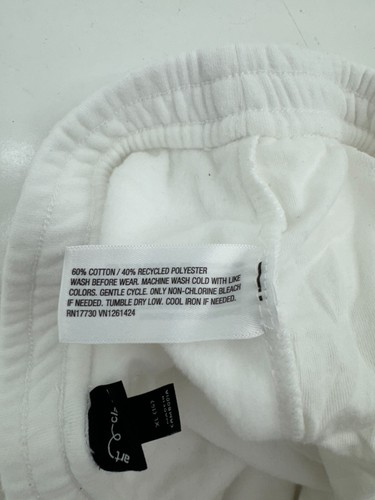 60% COTTON / 40% RECYCLED POLYESTER
WASH BEFORE WEAR. MACHINE WASH COLD WITH LIKE
COLORS. GENTLE CYCLE. ONLY NON-CHLORINE BLEACH
IF NEEDED. TUMBLE DRY LOW. COOL IRON IF NEEDED.
RN17730 VN1261424